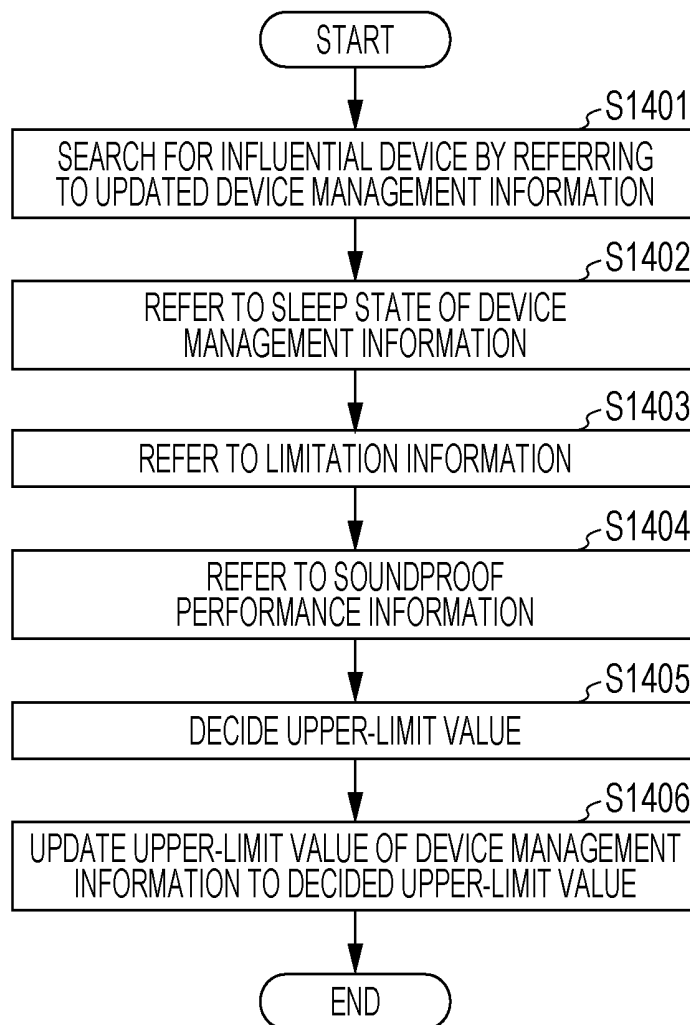 START
S1401
SEARCH FOR INFLUENTIAL DEVICE BY REFERRING
TO UPDATED DEVICE MANAGEMENT INFORMATION
S1402
REFER TO SLEEP STATE OF DEVICE
MANAGEMENT INFORMATION
S1403
REFER TO LIMITATION INFORMATION
S1404
REFER TO SOUNDPROOF
PERFORMANCE INFORMATION
S1405
DECIDE UPPER-LIMIT VALUE
S1406
UPDATE UPPER-LIMIT VALUE OF DEVICE MANAGEMENT
INFORMATION TO DECIDED UPPER-LIMIT VALUE
END